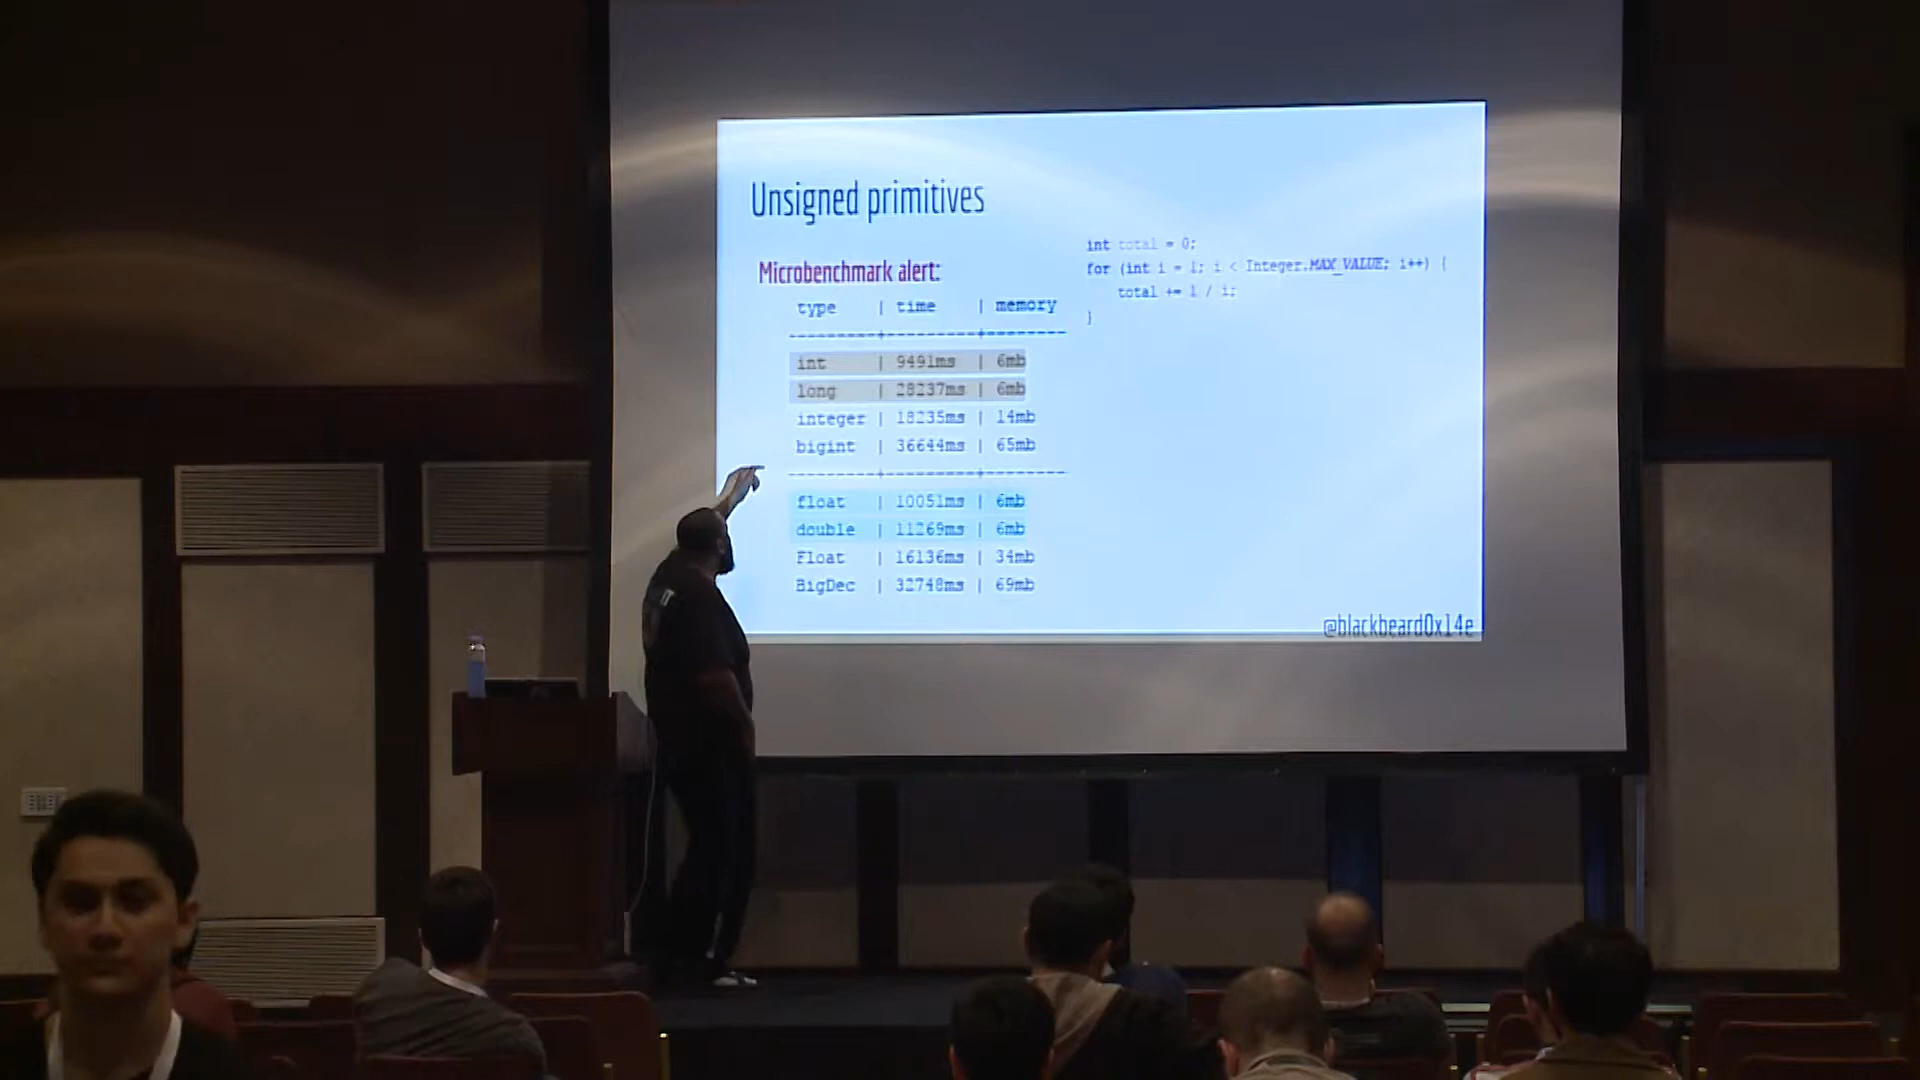 Unsigned primitives
Microbenchmark alert:
type | time | memory
---------+---------+--------
int | 9491ms | 6mb
long | 28237ms | 6mb
integer | 18235ms | 14mb
bigint | 36644ms | 65mb
---------+---------+--------
float | 10051ms | 6mb
double | 11269ms | 6mb
Float | 16136ms | 34mb
BigDec | 32748ms | 69mb
int total = 0;
for (int i = 1; i < Integer.MAX_VALUE; i++) {
total += 1 / i;
}
@blackbeard0x14e